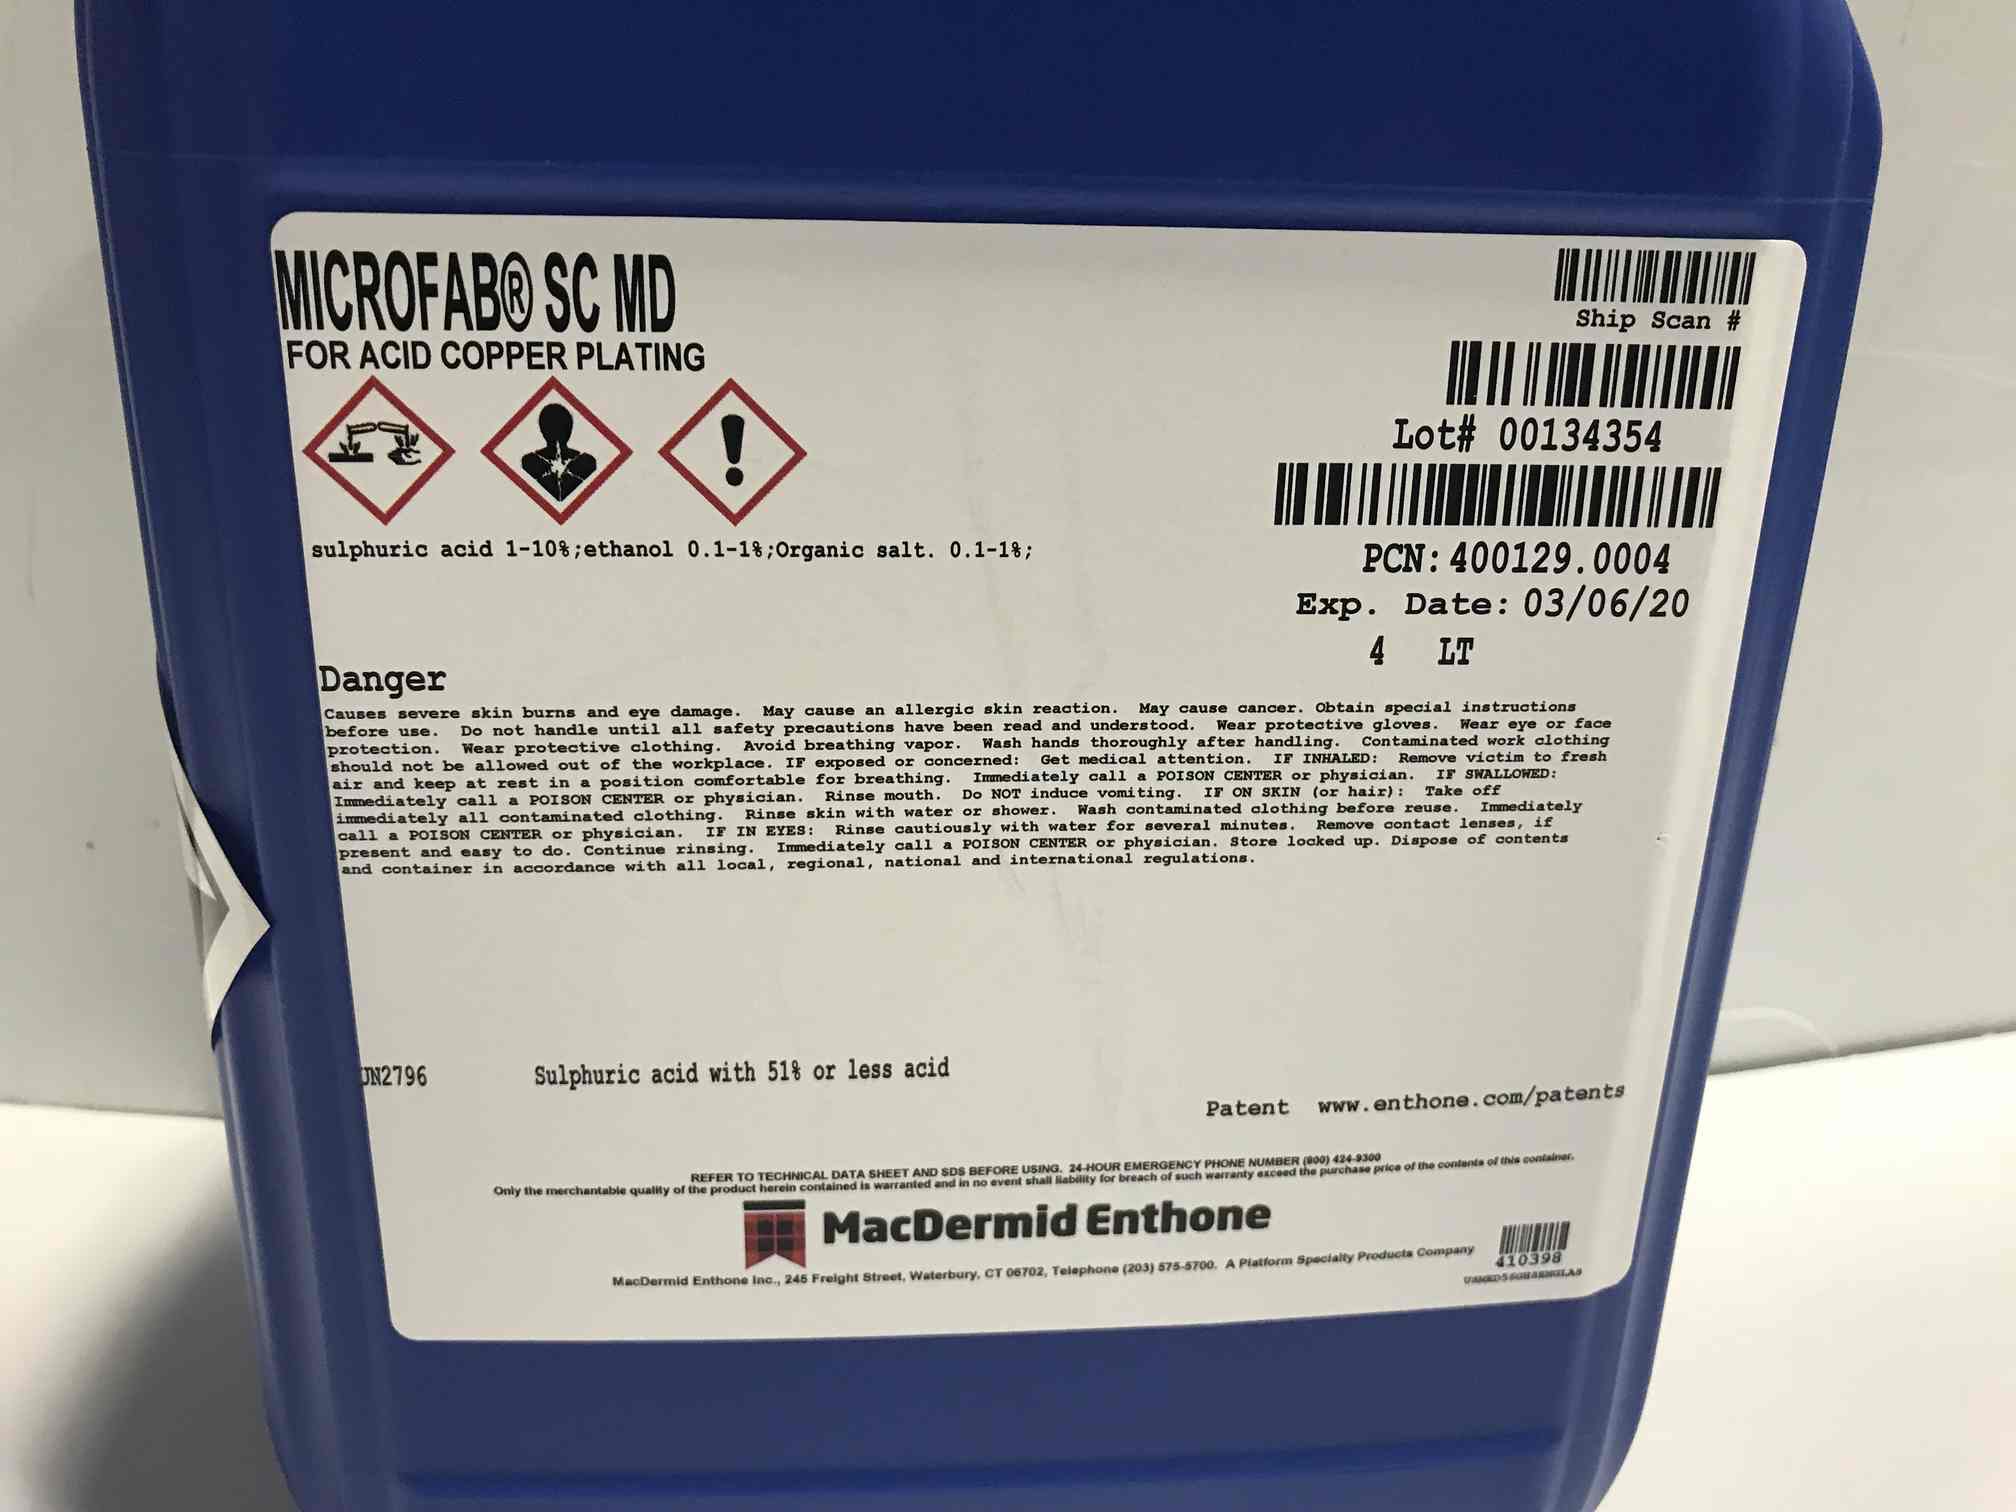 MICROFAB® SC MD
FOR ACID COPPER PLATING
Ship Scan #
Lot# 00134354
PCN: 400129.0004
Exp. Date: 03/06/20
4 LT
sulphuric acid 1-10%;ethanol 0.1-1%;Organic salt. 0.1-1%;
Danger
Causes severe skin burns and eye damage. May cause an allergic skin reaction. May cause cancer. Obtain special instructions
before use. Do not handle until all safety precautions have been read and understood. Wear protective gloves. Wear eye or face
protection. Wear protective clothing. Avoid breathing vapor. Wash hands thoroughly after handling. Contaminated work clothing
should not be allowed out of the workplace. IF exposed or concerned: Get medical attention. IF INHALED: Remove victim to fresh
air and keep at rest in a position comfortable for breathing. Immediately call a POISON CENTER or physician. IF SWALLOWED:
Immediately call a POISON CENTER or physician. Rinse mouth. Do NOT induce vomiting. IF ON SKIN (or hair): Take off
immediately all contaminated clothing. Rinse skin with water or shower. Wash contaminated clothing before reuse. Immediately
call a POISON CENTER or physician. IF IN EYES: Rinse cautiously with water for several minutes. Remove contact lenses, if
present and easy to do. Continue rinsing. Immediately call a POISON CENTER or physician. Store locked up. Dispose of contents
and container in accordance with all local, regional, national and international regulations.
UN2796 Sulphuric acid with 51% or less acid
Patent www.enthone.com/patents
REFER TO TECHNICAL DATA SHEET AND SDS BEFORE USING. 24-HOUR EMERGENCY PHONE NUMBER (800) 424-9300
Only the merchantable quality of the product herein contained is warranted and in no event shall liability for breach of such warranty exceed the purchase price of the contents of this container.
MacDermid Enthone
MacDermid Enthone Inc., 245 Freight Street, Waterbury, CT 06702, Telephone (203) 575-5700. A Platform Specialty Products Company
410398